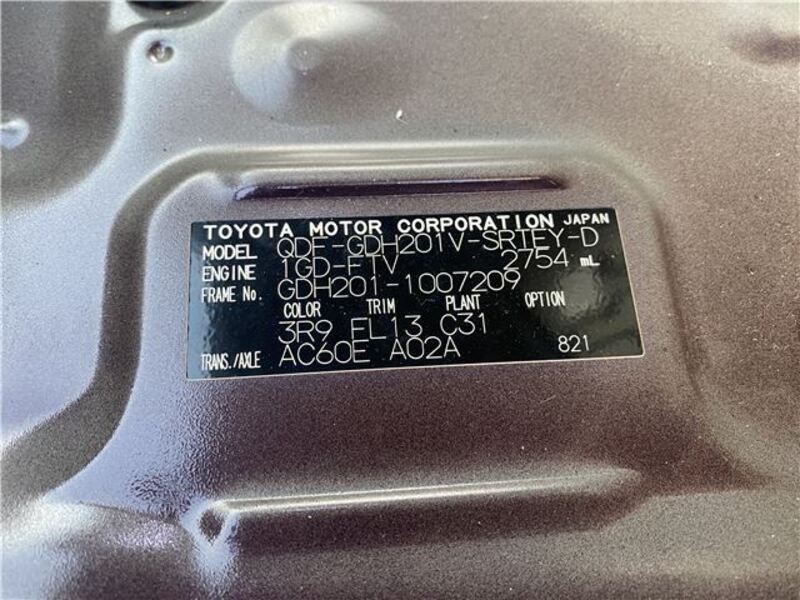 TOYOTA MOTOR CORPORATION JAPAN
MODEL QDF-GDH201V-SRTEY-D
ENGINE 1GD-FTV 2754 mL
FRAME No. GDH201-1007209
COLOR TRIM PLANT OPTION
3R9 FL13 C31
TRANS./AXLE AC60E A02A 821